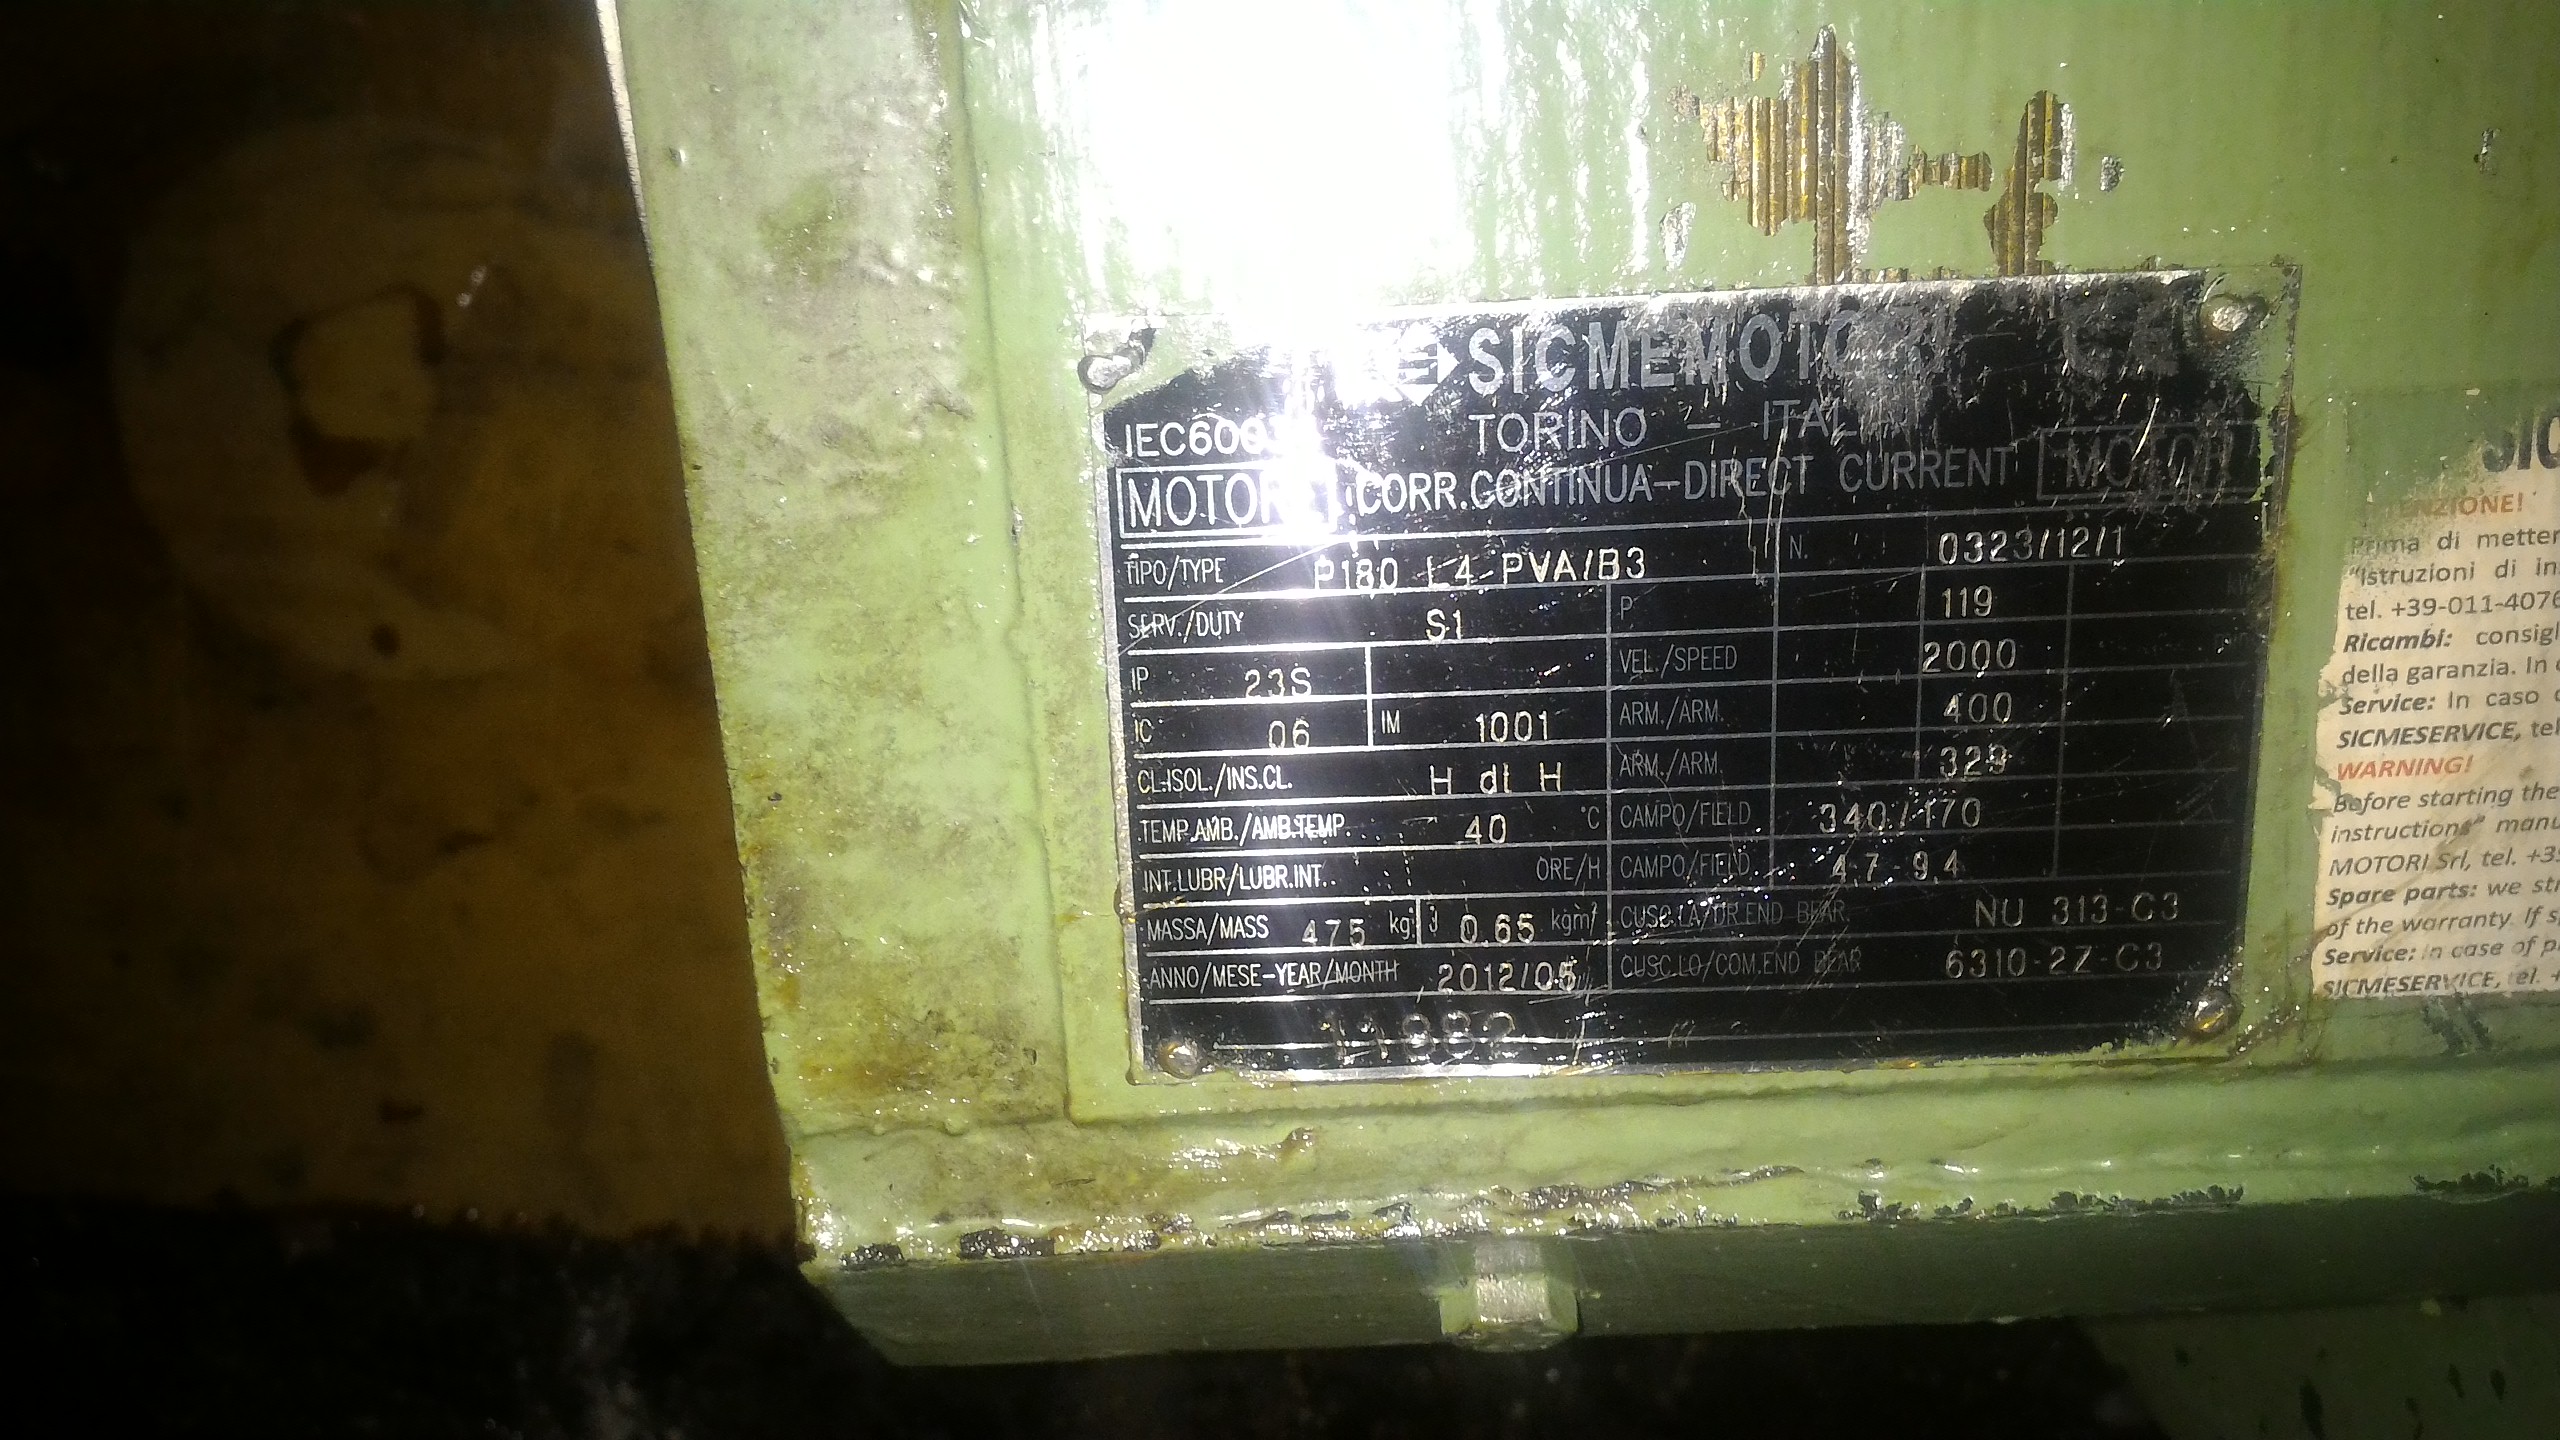 SICMEMOTORI CE
TORINO - ITAL
MOTORE CORR.CONTINUA-DIRECT CURRENT MOTOR
TIPO/TYPE P180 L4 PVA/B3 N. 0323/12/1
SERV./DUTY S1 P 119
IP 23S VEL./SPEED 2000
IC 06 IM 1001 ARM./ARM. 400
CL.ISOL./INS.CL. H dt H ARM./ARM. 329
TEMP.AMB./AMB.TEMP. 40 °C CAMPO/FIELD 340/170
INT.LUBR/LUBR.INT. ORE/H CAMPO/FIELD 4,7 9,4
MASSA/MASS 475 kg J 0.65 kgm² CUSC.LA/DR.END BEAR. NU 313-C3
ANNO/MESE-YEAR/MONTH 2012/05 CUSC.LO/COM.END BEAR 6310-2Z-C3
Prima di metter
"Istruzioni di in
tel. +39-011-4076
Ricambi: consigl
della garanzia. In
Service: In caso
SICMESERVICE, tel
WARNING!
Before starting the
instructions" manu
MOTORI Srl, tel. +3
Spare parts: we st
of the warranty. If s
Service: in case of p
SICMESERVICE, tel. +